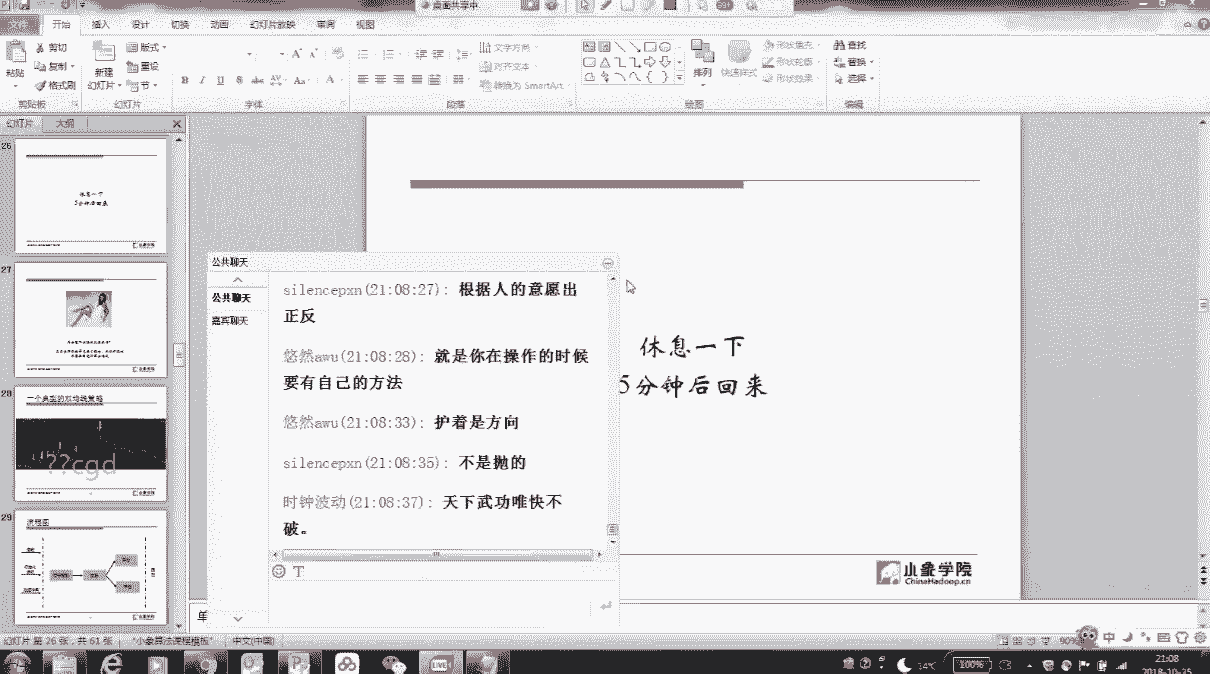 桌面共享中
文件 开始 插入 设计 切换 动画 幻灯片放映 审阅 视图
剪切
复制
格式刷
粘贴
剪贴板
新建
幻灯片
版式
重设
节
幻灯片
字体
文字方向
对齐文本
转换为 SmartArt
段落
排列
快速样式
形状填充
形状轮廓
形状效果
绘图
查找
替换
选择
编辑
幻灯片 大纲
26
休息一下
5分钟后回来
27
28
一个典型的双均线策略
??cgd
29
流程图
公共聊天
公共聊天
嘉宾聊天
silencepxn(21:08:27): 根据人的意愿出
正反
悠然awu(21:08:28): 就是你在操作的时候
要有自己的方法
悠然awu(21:08:33): 护着是方向
silencepxn(21:08:35): 不是抛的
时钟波动(21:08:37): 天下武功唯快不
破。
休息一下
5分钟后回来
小象学院
ChinaHadoop.cn
单
幻灯片 第 26 张，共 61 张
"小象算法课程模板"
中文(中国)
90%
中
LIVE
14℃
100%
21:08